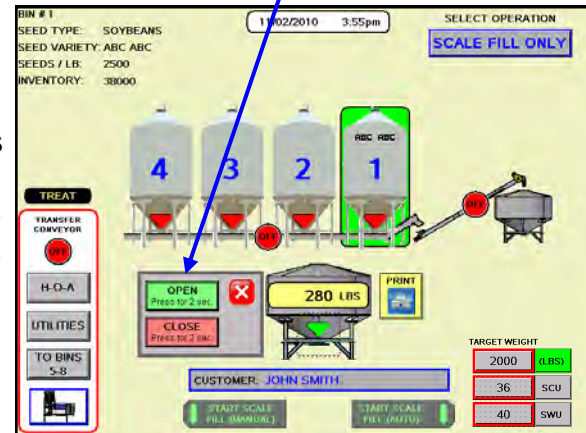 BIN # 1
SEED TYPE: SOYBEANS
SEED VARIETY: ABC ABC
SEEDS / LB: 2500
INVENTORY: 38000
11/02/2010 3:55pm
SELECT OPERATION
SCALE FILL ONLY
s
ABC ABC
4 3 2 1
TREAT
TRANSFER
CONVEYOR
OFF
OFF
OFF
H-O-A
UTILITIES
TO BINS
5-8
OPEN
Press for 2 sec.
CLOSE
Press for 2 sec.
280 LBS
PRINT
TARGET WEIGHT
2000 (LBS)
36 SCU
40 SWU
CUSTOMER: JOHN SMITH
START SCALE
FILL (MANUAL)
START SCALE
FILL (AUTO)